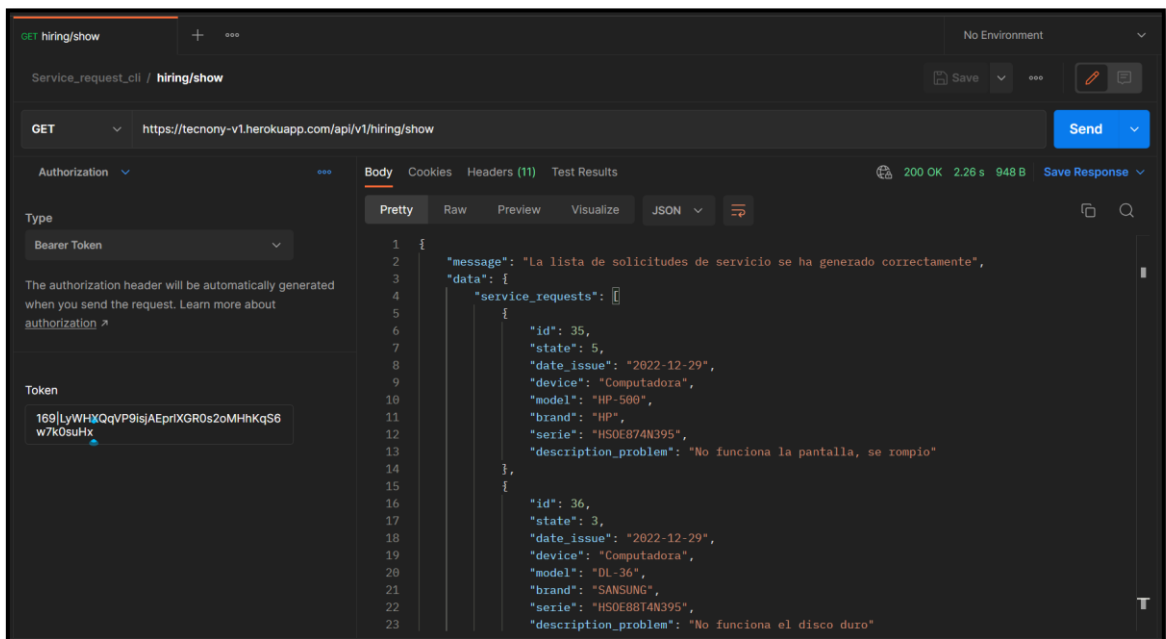 GET hiring/show
No Environment
Service_request_cli / hiring/show
Save
GET
https://tecnony-v1.herokuapp.com/api/v1/hiring/show
Send
Authorization
Body Cookies Headers (11) Test Results
200 OK 2.26 s 948 B Save Response
Pretty Raw Preview Visualize JSON
Type
Bearer Token
The authorization header will be automatically generated
when you send the request. Learn more about
authorization ↗
Token
169|LyWHXQqVP9isjAEprIXGR0s2oMHhKqS6
w7k0suHx
1 {
2 "message": "La lista de solicitudes de servicio se ha generado correctamente",
3 "data": {
4 "service_requests": [
5 {
6 "id": 35,
7 "state": 5,
8 "date_issue": "2022-12-29",
9 "device": "Computadora",
10 "model": "HP-500",
11 "brand": "HP",
12 "serie": "HSOE874N395",
13 "description_problem": "No funciona la pantalla, se rompio"
14 },
15 {
16 "id": 36,
17 "state": 3,
18 "date_issue": "2022-12-29",
19 "device": "Computadora",
20 "model": "DL-36",
21 "brand": "SANSUNG",
22 "serie": "HSOE88T4N395",
23 "description_problem": "No funciona el disco duro"